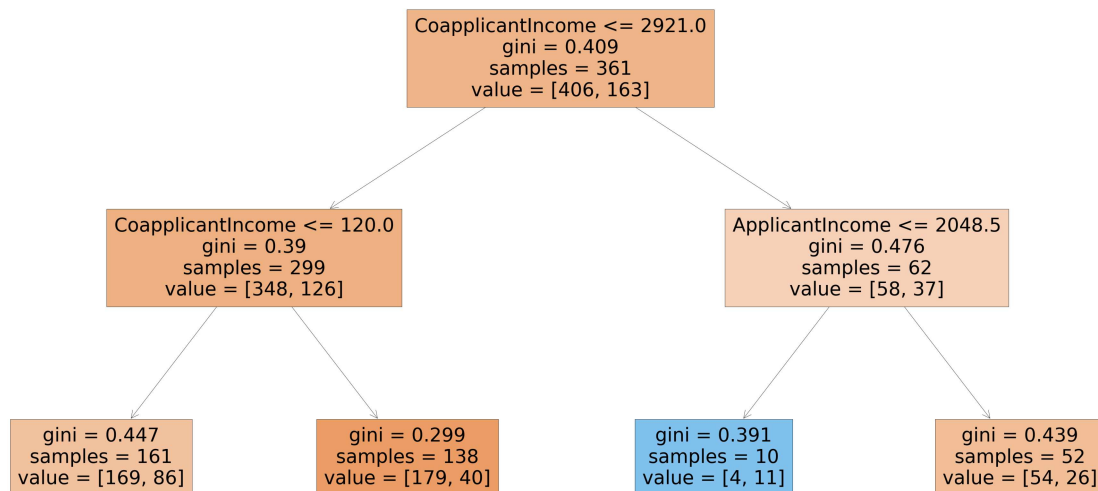 CoapplicantIncome <= 2921.0
gini = 0.409
samples = 361
value = [406, 163]
CoapplicantIncome <= 120.0
gini = 0.39
samples = 299
value = [348, 126]
ApplicantIncome <= 2048.5
gini = 0.476
samples = 62
value = [58, 37]
gini = 0.447
samples = 161
value = [169, 86]
gini = 0.299
samples = 138
value = [179, 40]
gini = 0.391
samples = 10
value = [4, 11]
gini = 0.439
samples = 52
value = [54, 26]